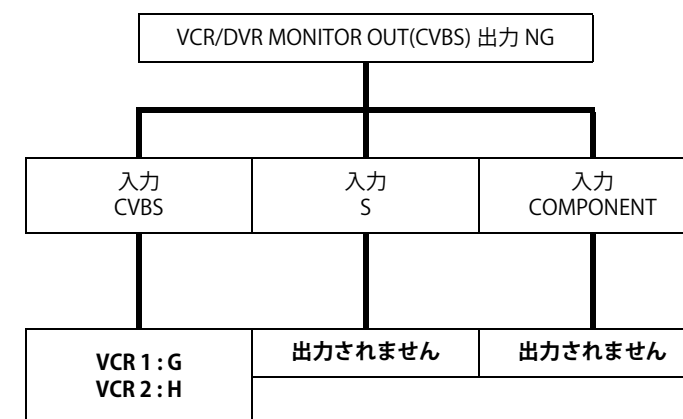 VCR/DVR MONITOR OUT(CVBS) 出力 NG
入力
CVBS
入力
S
入力
COMPONENT
VCR 1 : G
VCR 2 : H
出力されません
出力されません